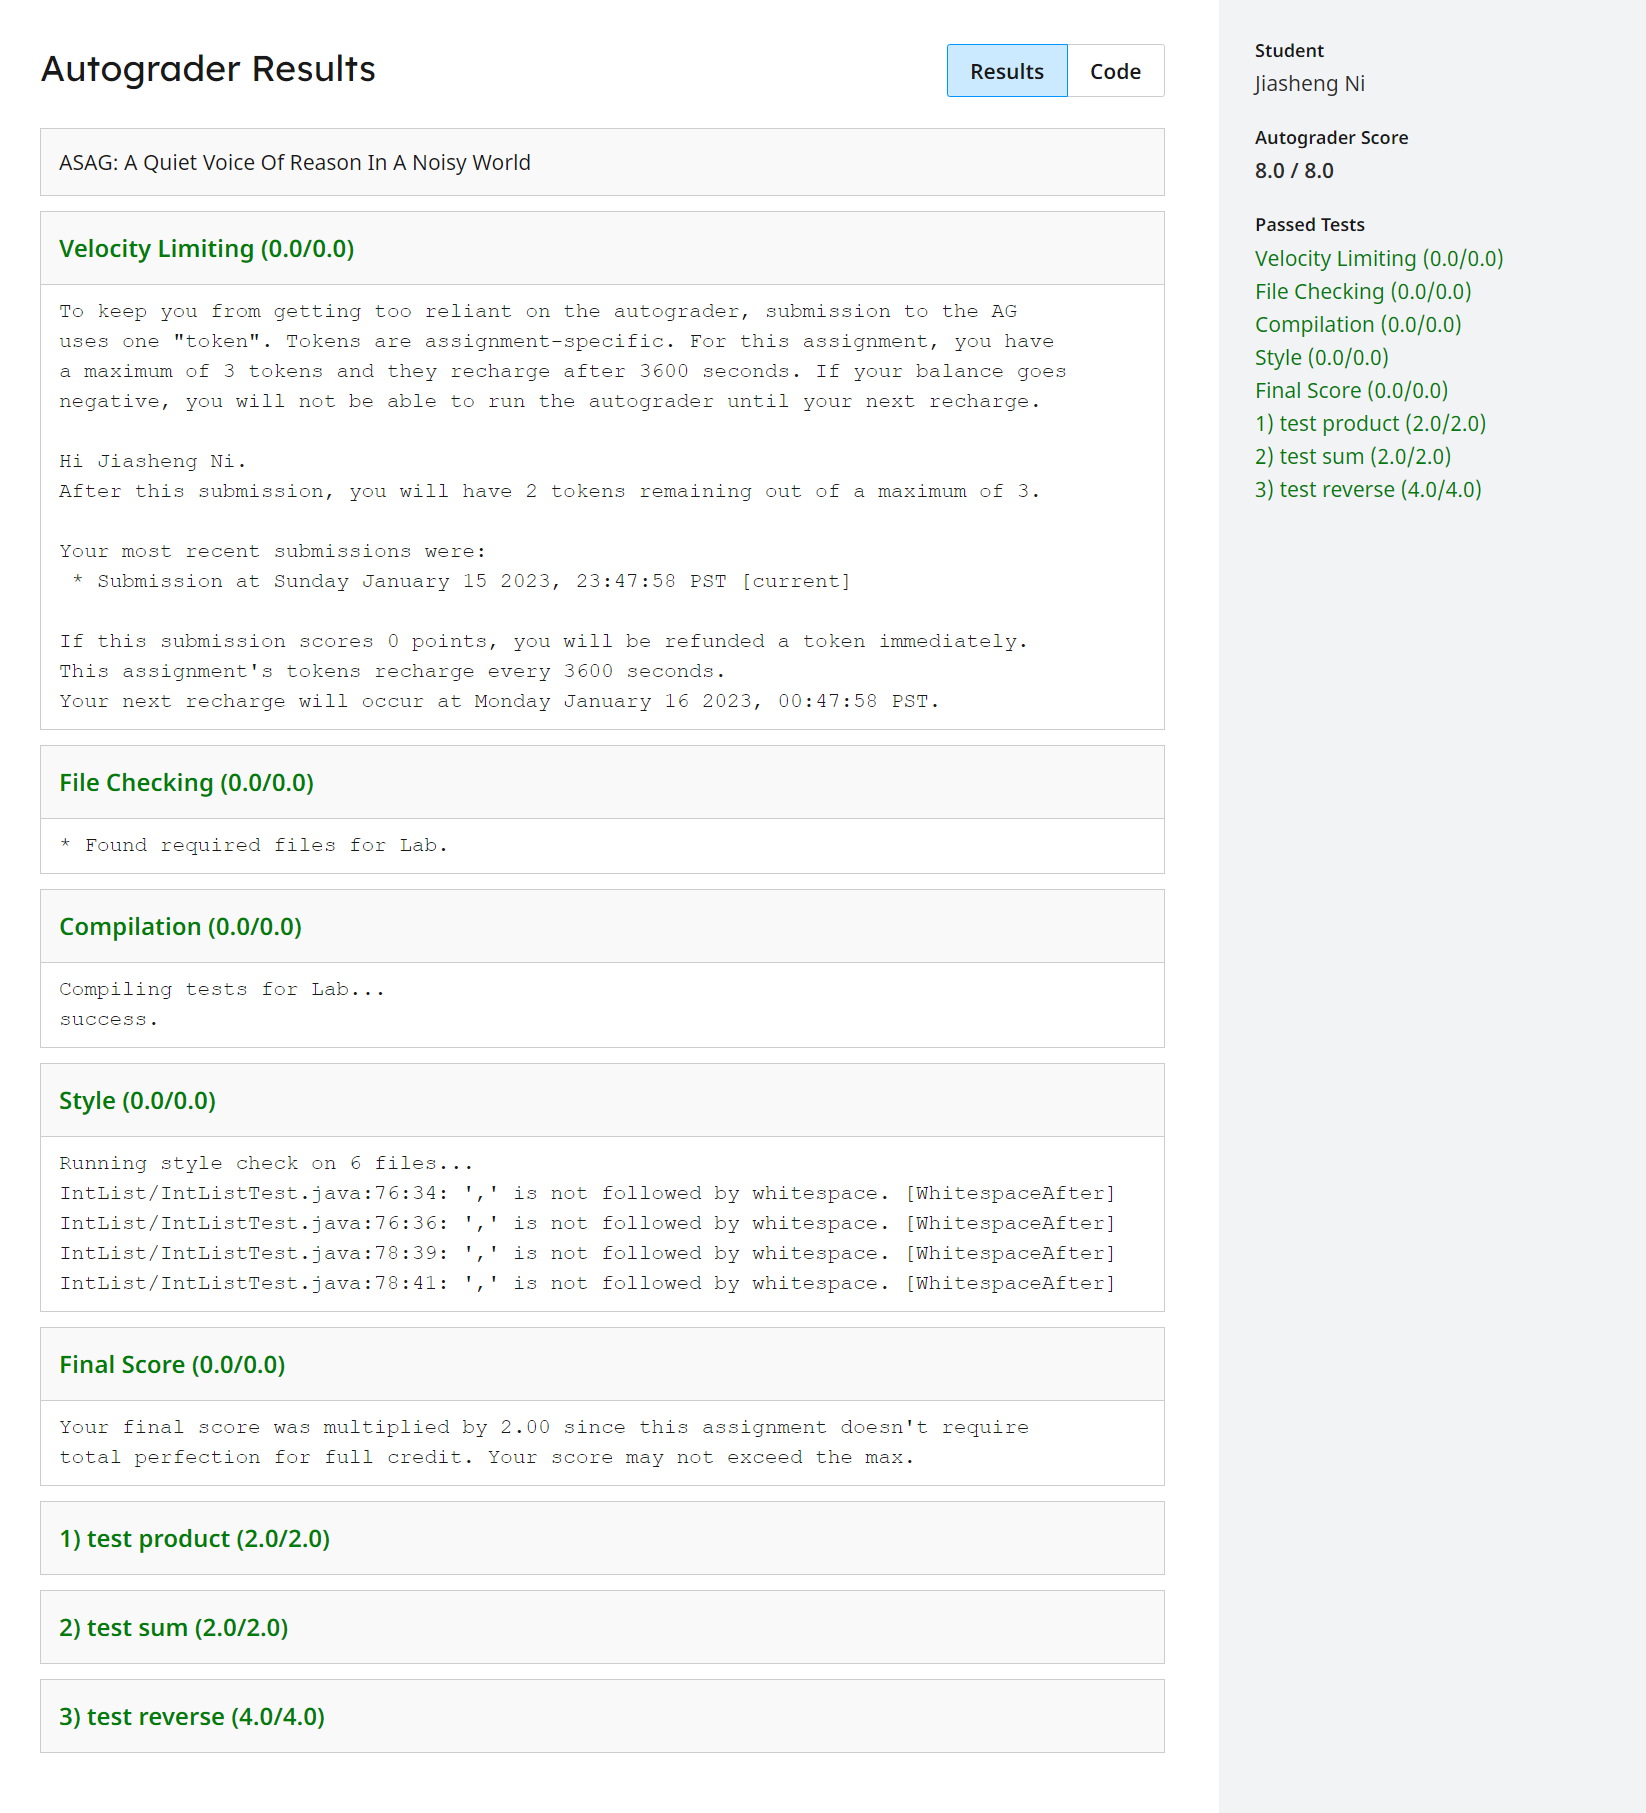 Autograder Results
Results
Code
ASAG: A Quiet Voice Of Reason In A Noisy World
Velocity Limiting (0.0/0.0)
To keep you from getting too reliant on the autograder, submission to the AG
uses one "token". Tokens are assignment-specific. For this assignment, you have
a maximum of 3 tokens and they recharge after 3600 seconds. If your balance goes
negative, you will not be able to run the autograder until your next recharge.
Hi Jiasheng Ni.
After this submission, you will have 2 tokens remaining out of a maximum of 3.
Your most recent submissions were:
* Submission at Sunday January 15 2023, 23:47:58 PST [current]
If this submission scores 0 points, you will be refunded a token immediately.
This assignment's tokens recharge every 3600 seconds.
Your next recharge will occur at Monday January 16 2023, 00:47:58 PST.
File Checking (0.0/0.0)
* Found required files for Lab.
Compilation (0.0/0.0)
Compiling tests for Lab...
success.
Style (0.0/0.0)
Running style check on 6 files...
IntList/IntListTest.java:76:34: ',' is not followed by whitespace. [WhitespaceAfter]
IntList/IntListTest.java:76:36: ',' is not followed by whitespace. [WhitespaceAfter]
IntList/IntListTest.java:78:39: ',' is not followed by whitespace. [WhitespaceAfter]
IntList/IntListTest.java:78:41: ',' is not followed by whitespace. [WhitespaceAfter]
Final Score (0.0/0.0)
Your final score was multiplied by 2.00 since this assignment doesn't require
total perfection for full credit. Your score may not exceed the max.
1) test product (2.0/2.0)
2) test sum (2.0/2.0)
3) test reverse (4.0/4.0)
Student
Jiasheng Ni
Autograder Score
8.0 / 8.0
Passed Tests
Velocity Limiting (0.0/0.0)
File Checking (0.0/0.0)
Compilation (0.0/0.0)
Style (0.0/0.0)
Final Score (0.0/0.0)
1) test product (2.0/2.0)
2) test sum (2.0/2.0)
3) test reverse (4.0/4.0)